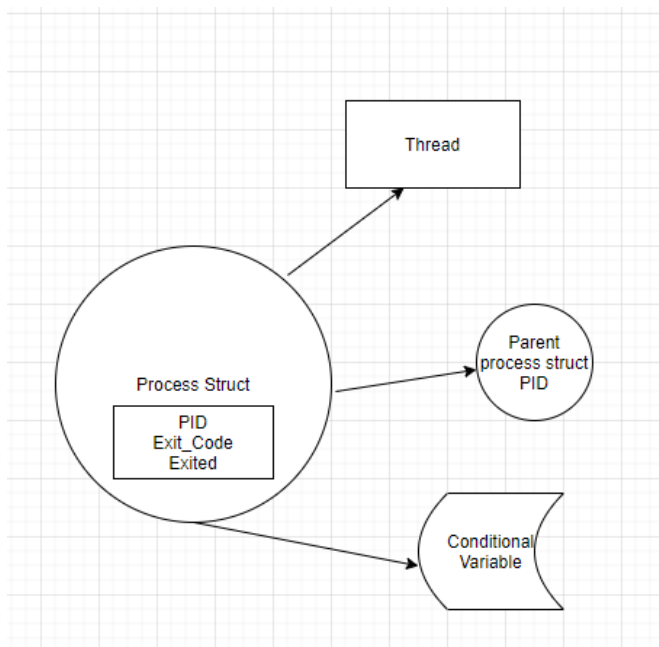 Thread
Parent
process struct
PID
Process Struct
PID
Exit_Code
Exited
Conditional
Variable